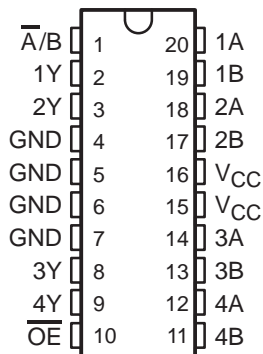 A̅/B 1 20 1A
1Y 2 19 1B
2Y 3 18 2A
GND 4 17 2B
GND 5 16 VCC
GND 6 15 VCC
GND 7 14 3A
3Y 8 13 3B
4Y 9 12 4A
O̅E̅ 10 11 4B